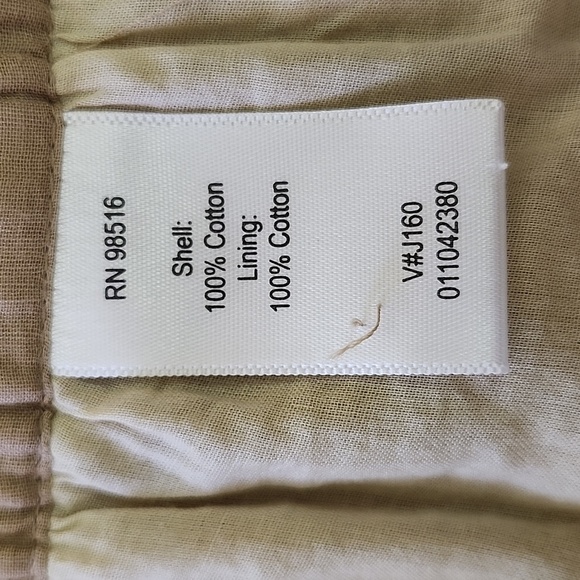 RN 98516
Shell:
100% Cotton
Lining:
100% Cotton
V#J160
011042380